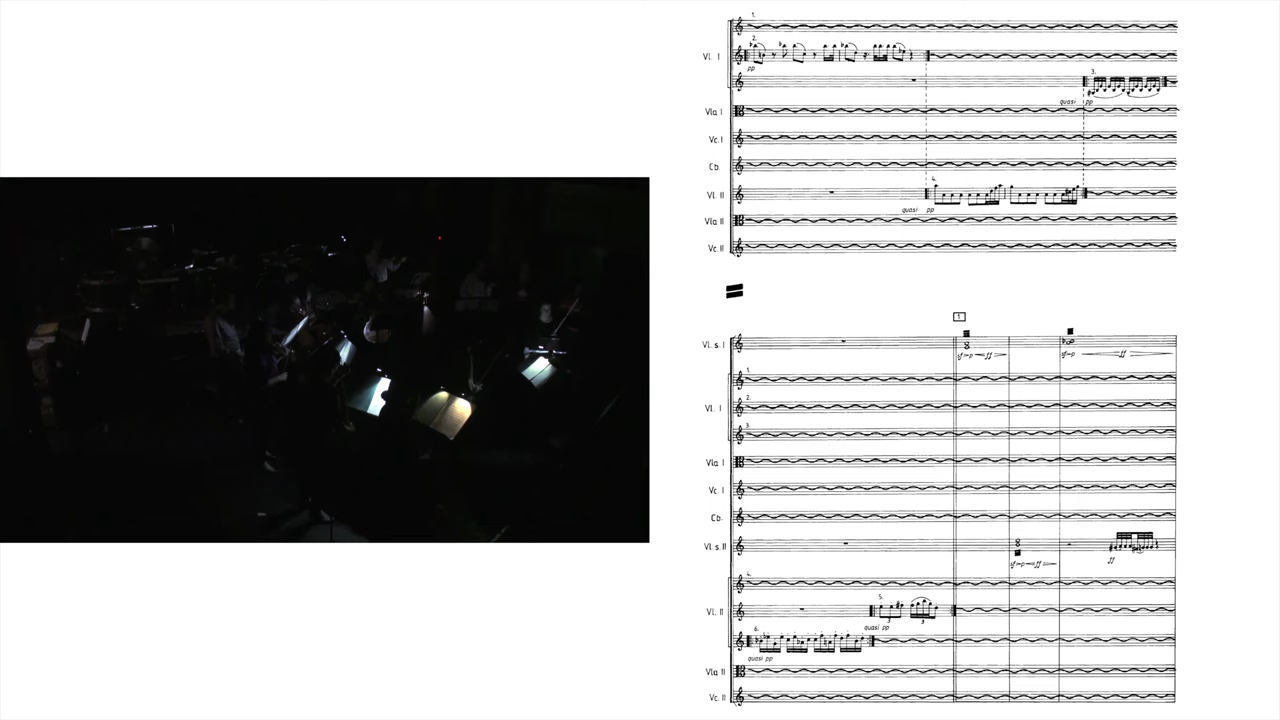 1.
2.
Vl. I
pp
3.
quasi pp
Vla I
Vc. I
Cb.
4.
Vl. II
quasi pp
Vla II
Vc. II
1
Vl. s. I
sf>p ff
sf>p ff
1.
2.
Vl. I
3.
Vla I
Vc. I
Cb.
Vl. s. II
sf>p ff
ff
4.
5.
Vl. II
3 3
quasi pp
6.
quasi pp
Vla II
Vc. II